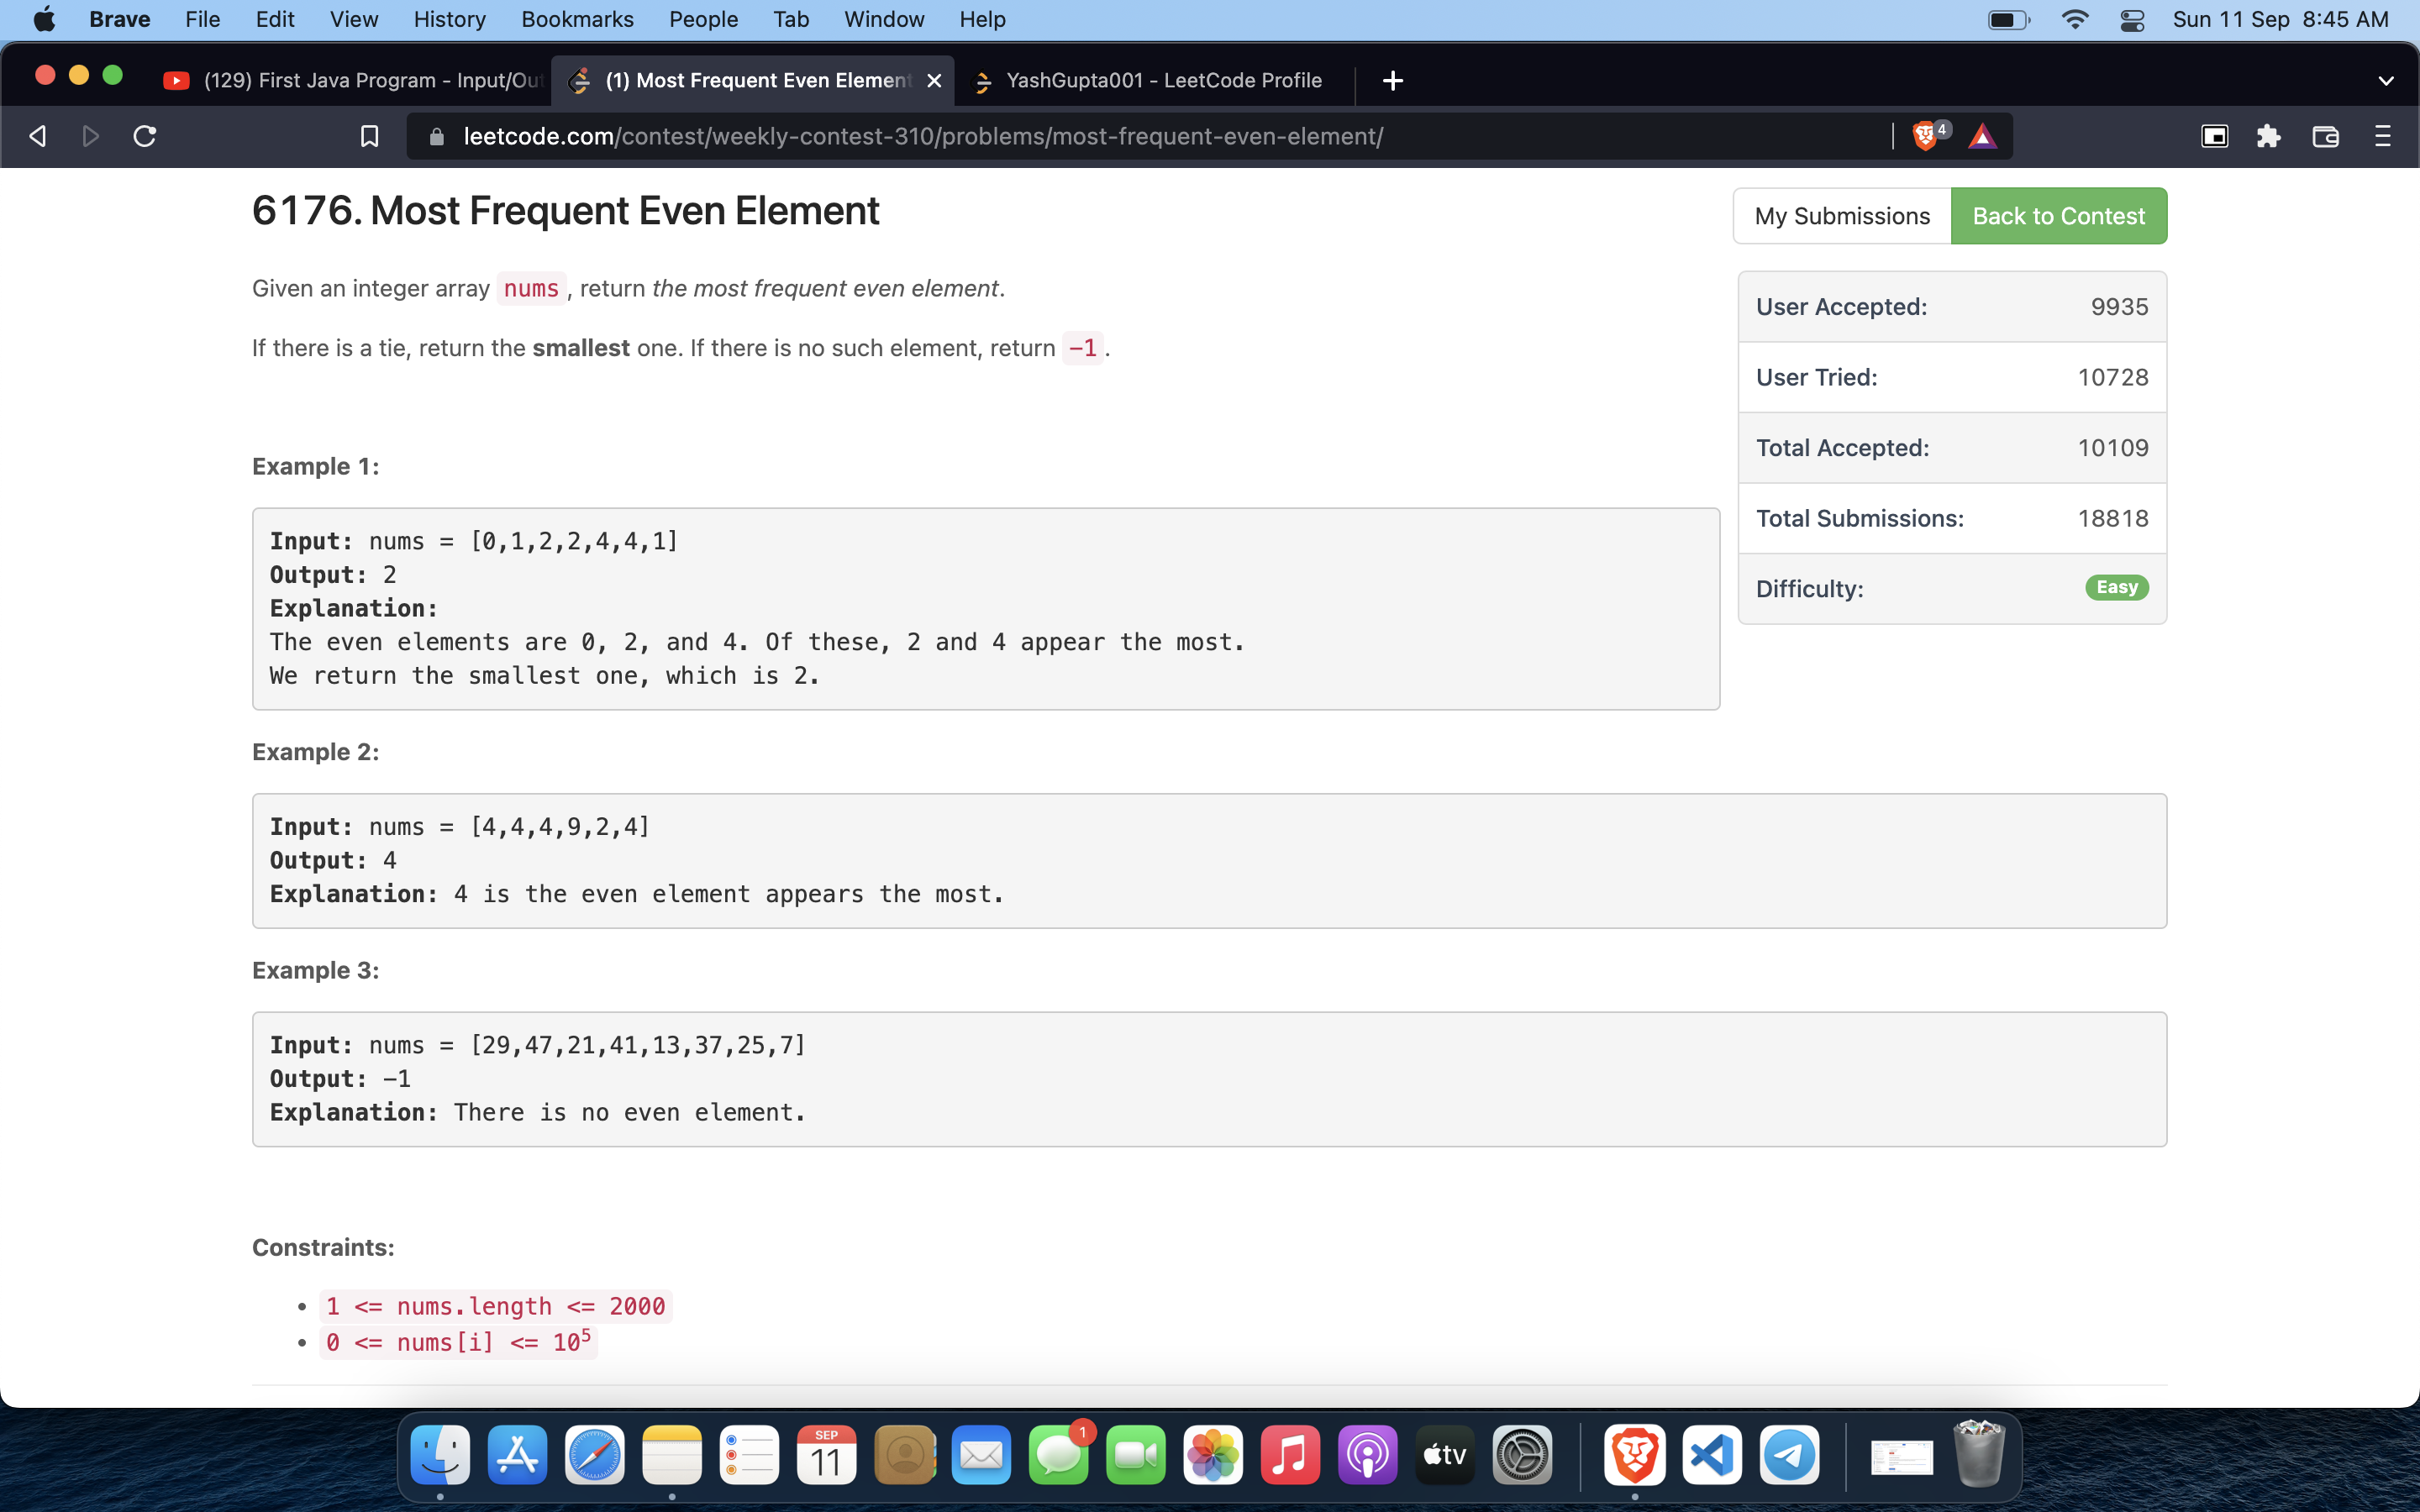 Brave File Edit View History Bookmarks People Tab Window Help Sun 11 Sep 8:45 AM
(129) First Java Program - Input/Out (1) Most Frequent Even Element YashGupta001 - LeetCode Profile
leetcode.com/contest/weekly-contest-310/problems/most-frequent-even-element/ 4
6176. Most Frequent Even Element
My Submissions Back to Contest
Given an integer array nums, return the most frequent even element.
If there is a tie, return the smallest one. If there is no such element, return -1.
User Accepted: 9935
User Tried: 10728
Total Accepted: 10109
Total Submissions: 18818
Difficulty: Easy
Example 1:
Input: nums = [0,1,2,2,4,4,1]
Output: 2
Explanation:
The even elements are 0, 2, and 4. Of these, 2 and 4 appear the most.
We return the smallest one, which is 2.
Example 2:
Input: nums = [4,4,4,9,2,4]
Output: 4
Explanation: 4 is the even element appears the most.
Example 3:
Input: nums = [29,47,21,41,13,37,25,7]
Output: -1
Explanation: There is no even element.
Constraints:
1 <= nums.length <= 2000
0 <= nums[i] <= 10⁵
SEP
11
1
tv